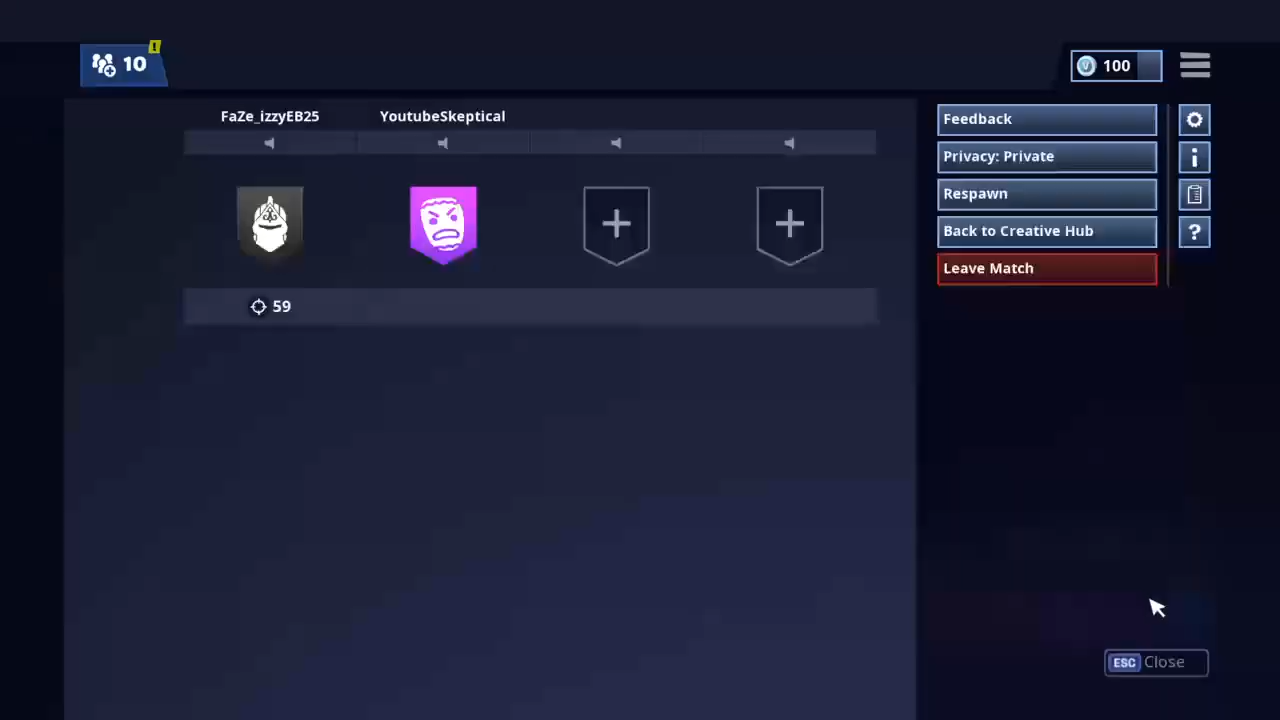 10
100
FaZe_izzyEB25
YoutubeSkeptical
59
Feedback
Privacy: Private
Respawn
Back to Creative Hub
Leave Match
ESC Close